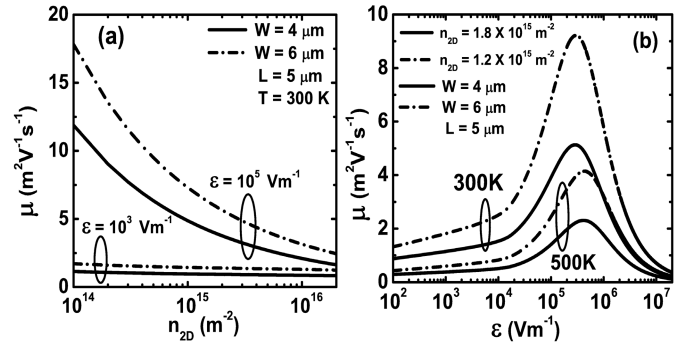 (a)
W = 4 μm
W = 6 μm
L = 5 μm
T = 300 K
ε = 10⁵ Vm⁻¹
ε = 10³ Vm⁻¹
μ (m²V⁻¹s⁻¹)
20
15
10
5
0
10¹⁴ 10¹⁵ 10¹⁶
n₂D (m⁻²)
(b)
n₂D = 1.8 X 10¹⁵ m⁻²
n₂D = 1.2 X 10¹⁵ m⁻²
W = 4 μm
W = 6 μm
L = 5 μm
300K
500K
μ (m²V⁻¹s⁻¹)
10
8
6
4
2
0
10² 10³ 10⁴ 10⁵ 10⁶ 10⁷
ε (Vm⁻¹)